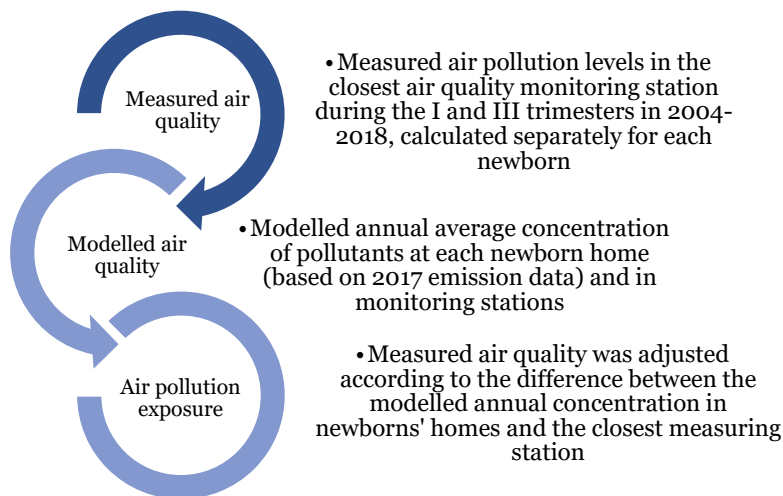 Measured air
quality
• Measured air pollution levels in the
closest air quality monitoring station
during the I and III trimesters in 2004-
2018, calculated separately for each
newborn
Modelled air
quality
• Modelled annual average concentration
of pollutants at each newborn home
(based on 2017 emission data) and in
monitoring stations
Air pollution
exposure
• Measured air quality was adjusted
according to the difference between the
modelled annual concentration in
newborns' homes and the closest measuring
station